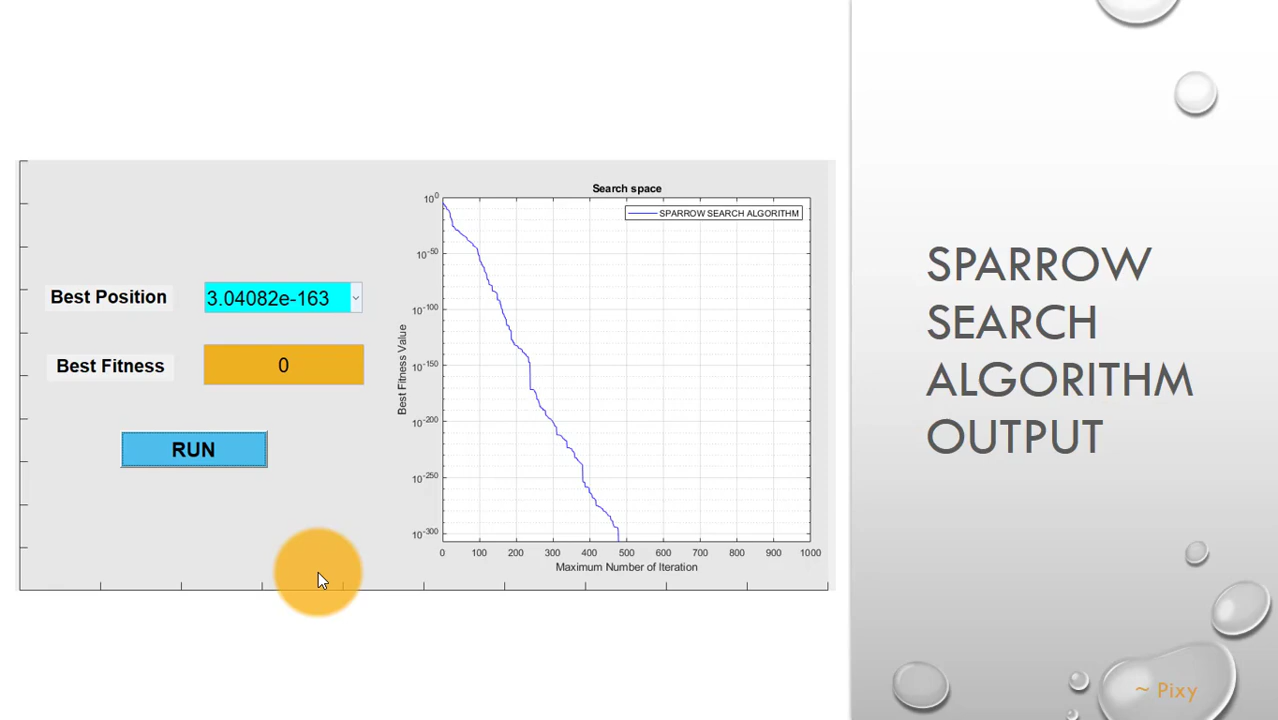 Search space
SPARROW SEARCH ALGORITHM
Best Position
3.04082e-163
Best Fitness
0
RUN
Best Fitness Value
10^0
10^-50
10^-100
10^-150
10^-200
10^-250
10^-300
0 100 200 300 400 500 600 700 800 900 1000
Maximum Number of Iteration
SPARROW
SEARCH
ALGORITHM
OUTPUT
~ Pixy